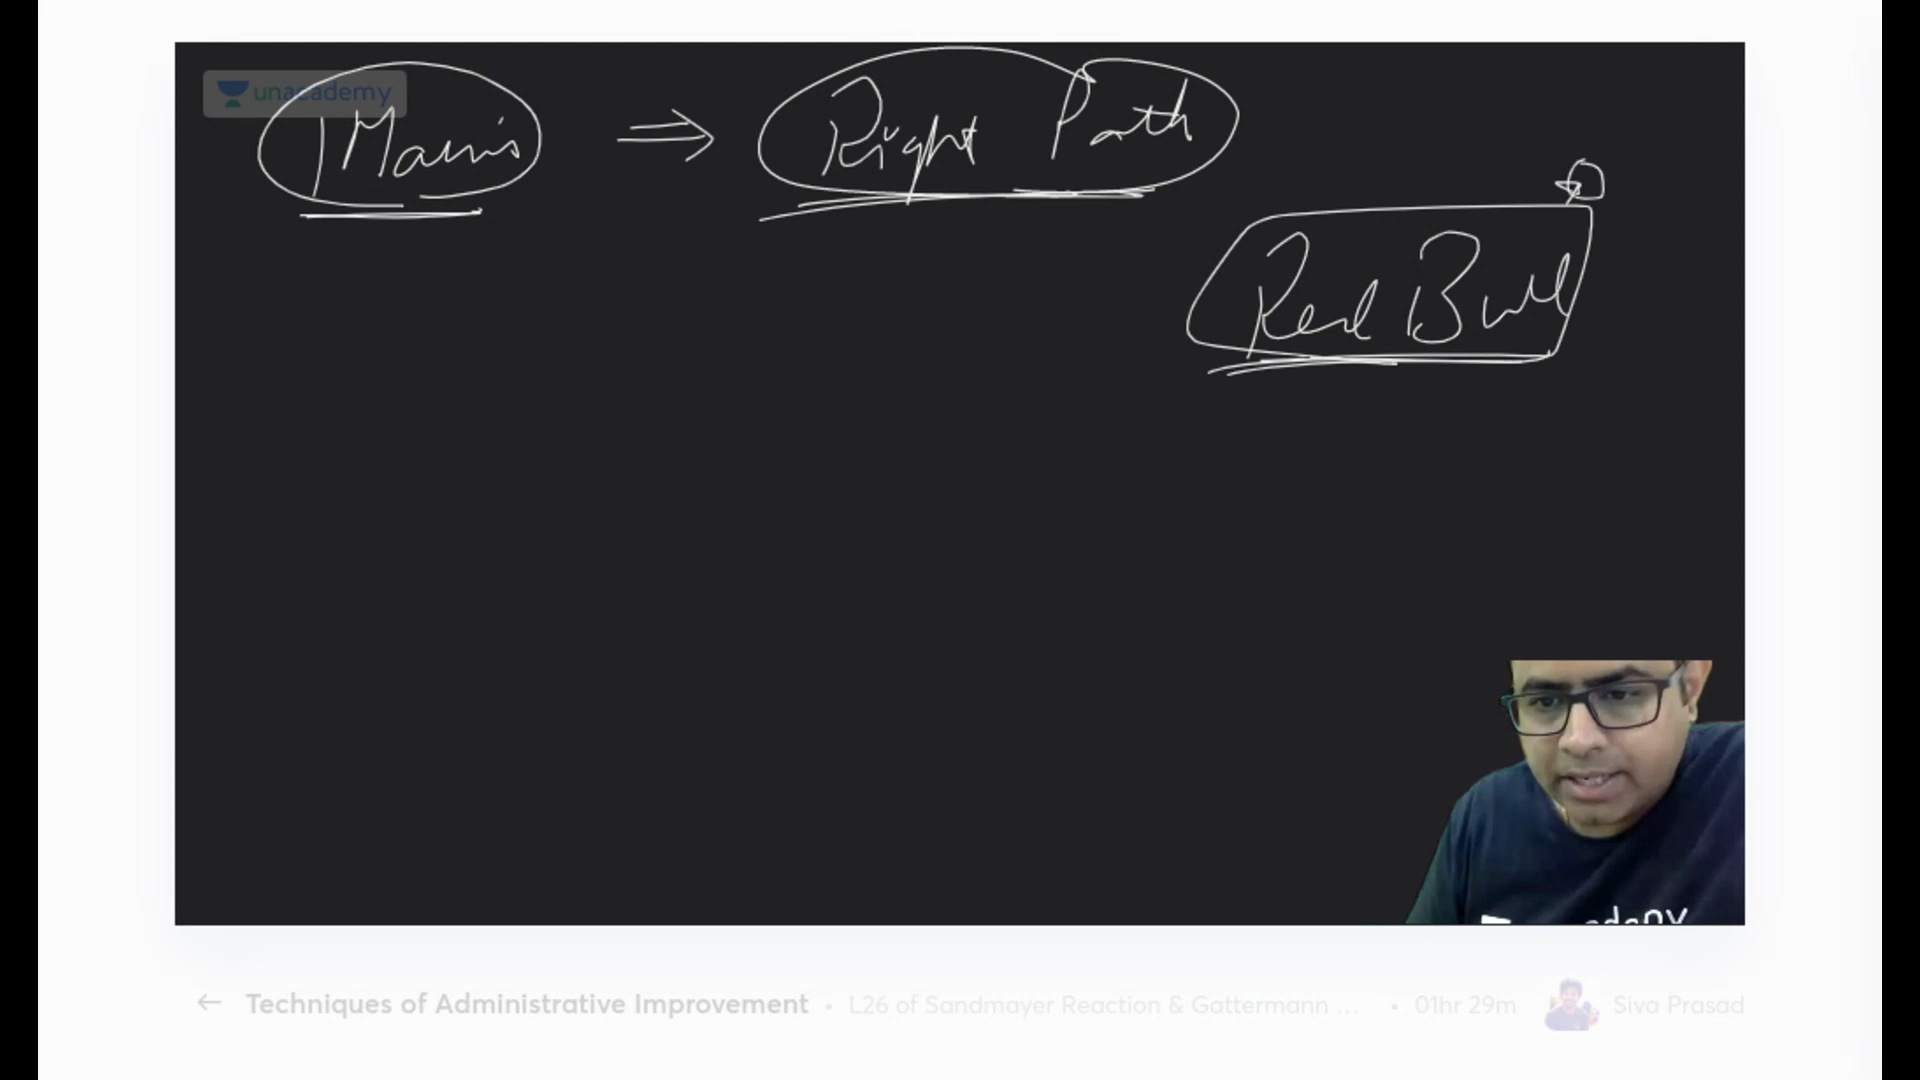 unacademy
Mains ⇒ Right Path
Red Bull
adeny
← Techniques of Administrative Improvement • L26 of Sandmayer Reaction & Gattermann ... • 01hr 29m Siva Prasad